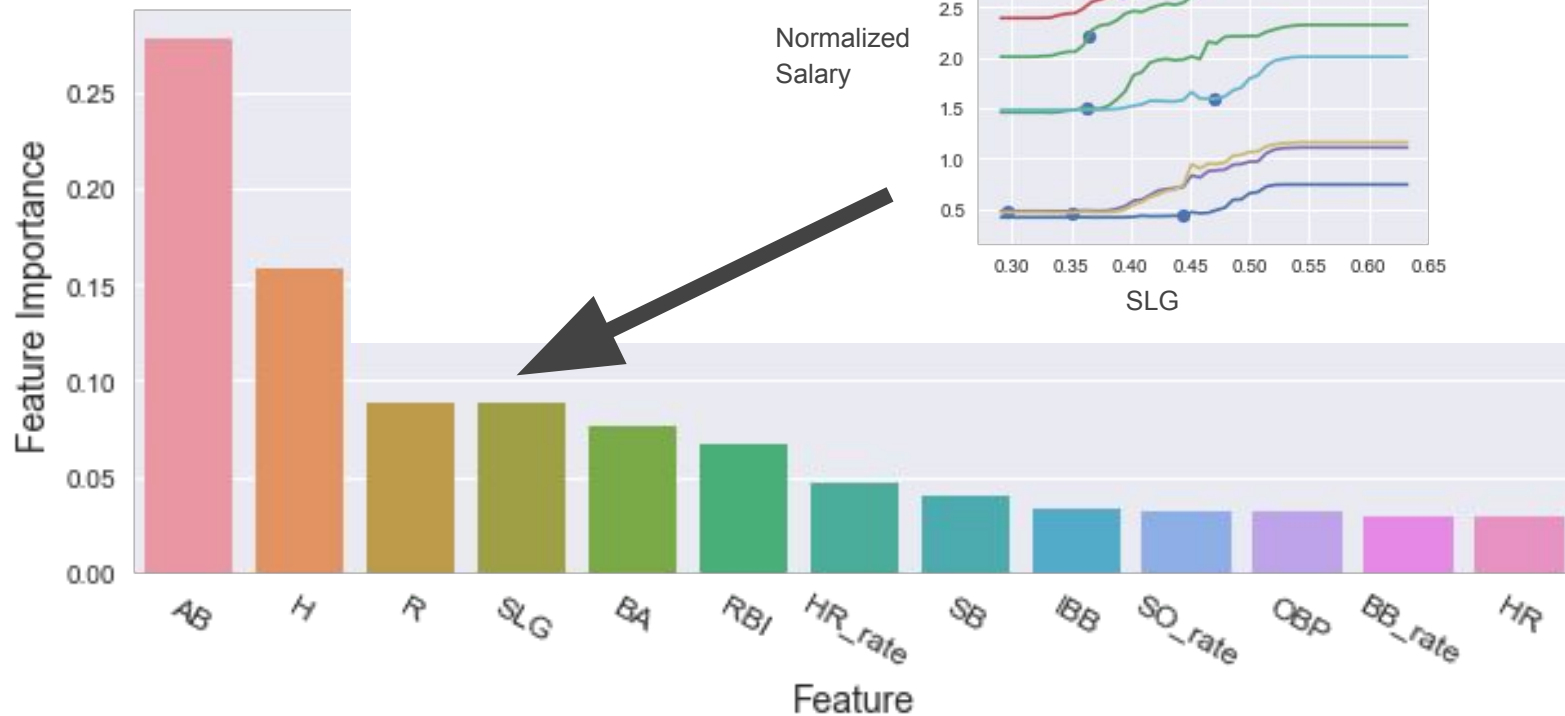 Normalized
Salary
2.5
2.0
1.5
1.0
0.5
0.30 0.35 0.40 0.45 0.50 0.55 0.60 0.65
SLG
Feature Importance
0.25
0.20
0.15
0.10
0.05
0.00
AB H R SLG BA RBI HR_rate SB IBB SO_rate OBP BB_rate HR
Feature